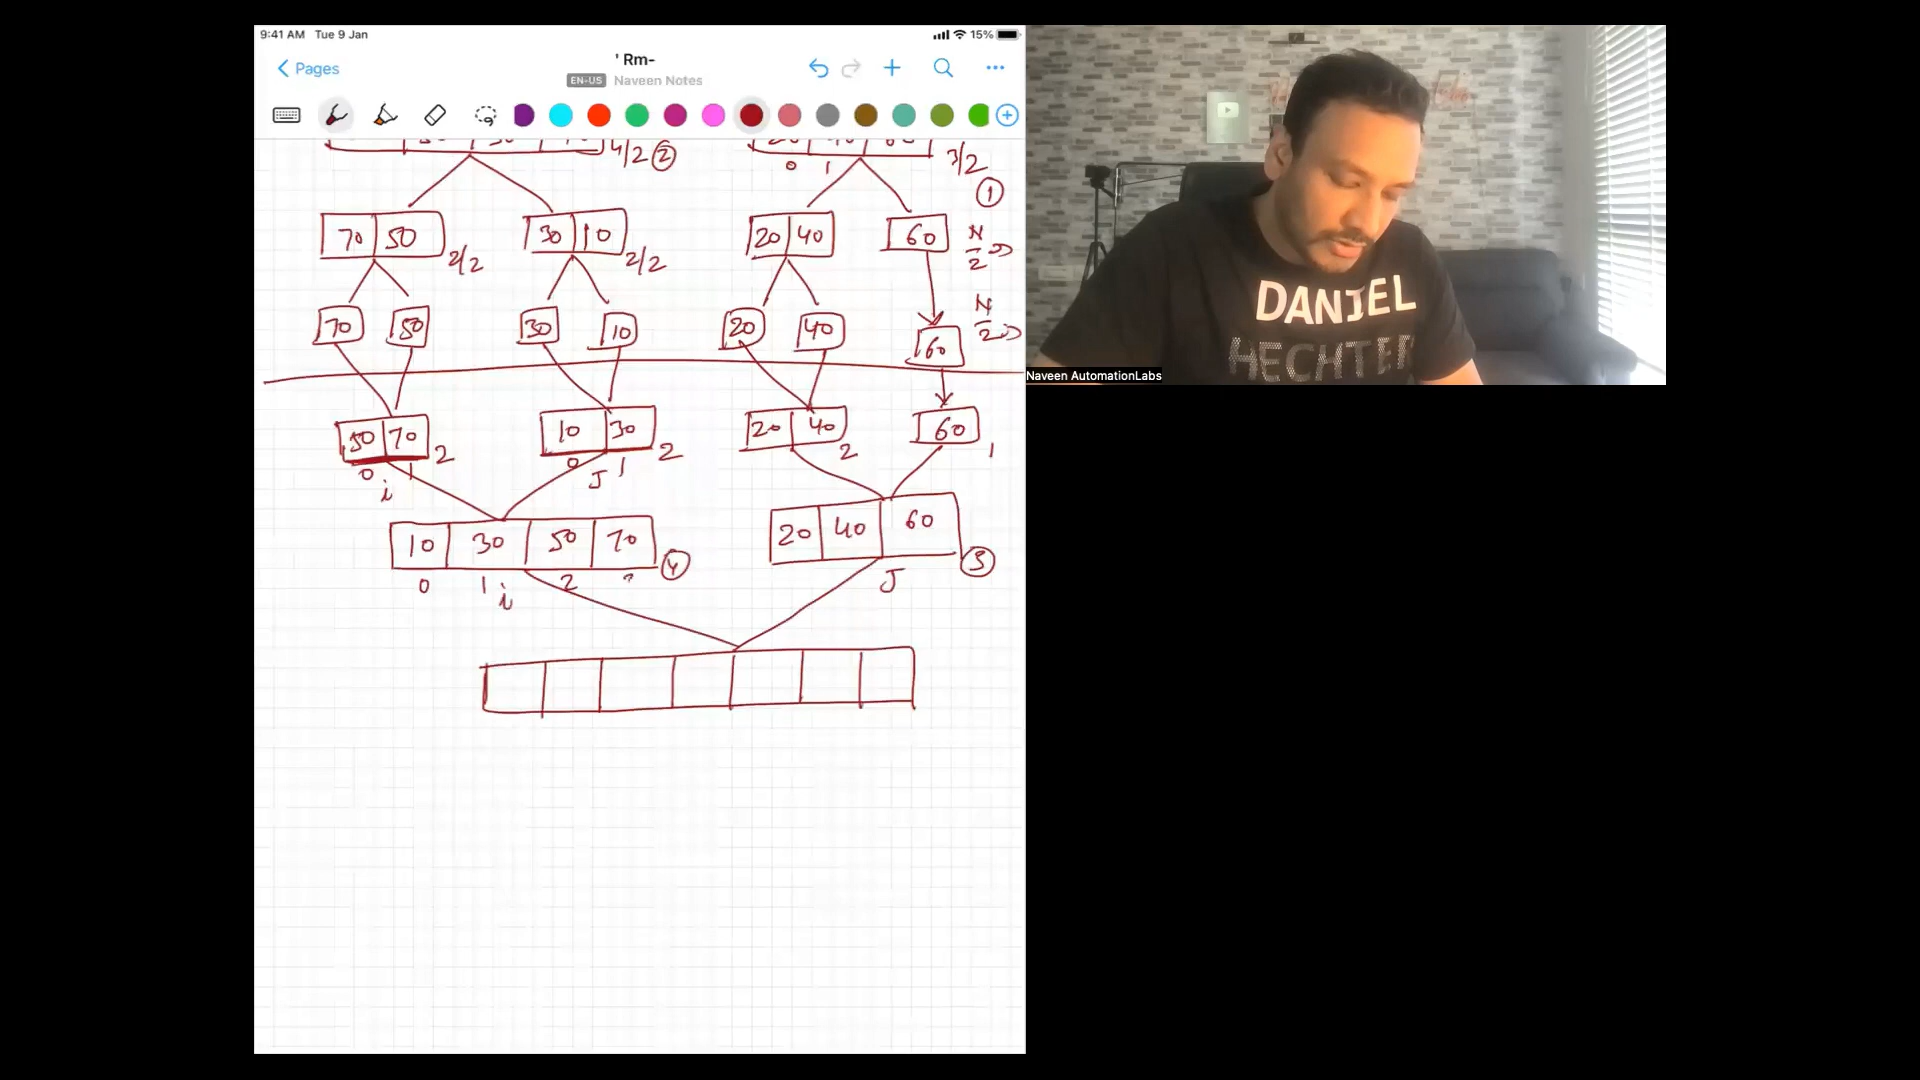 9:41 AM Tue 9 Jan
15%
Pages
' Rm-
EN-US Naveen Notes
4/2 2
3/2
0 1
1
70 50
2/2
30 10
2/2
20 40
60
N/2
70
50
30
10
20
40
60
N/2
50 70
2
0 1
i
10 30
2
0 1
J
20 40
2
60
1
10 30 50 70
4
0 1 2
i
20 40 60
3
J
DANIEL
HECHTER
Naveen AutomationLabs